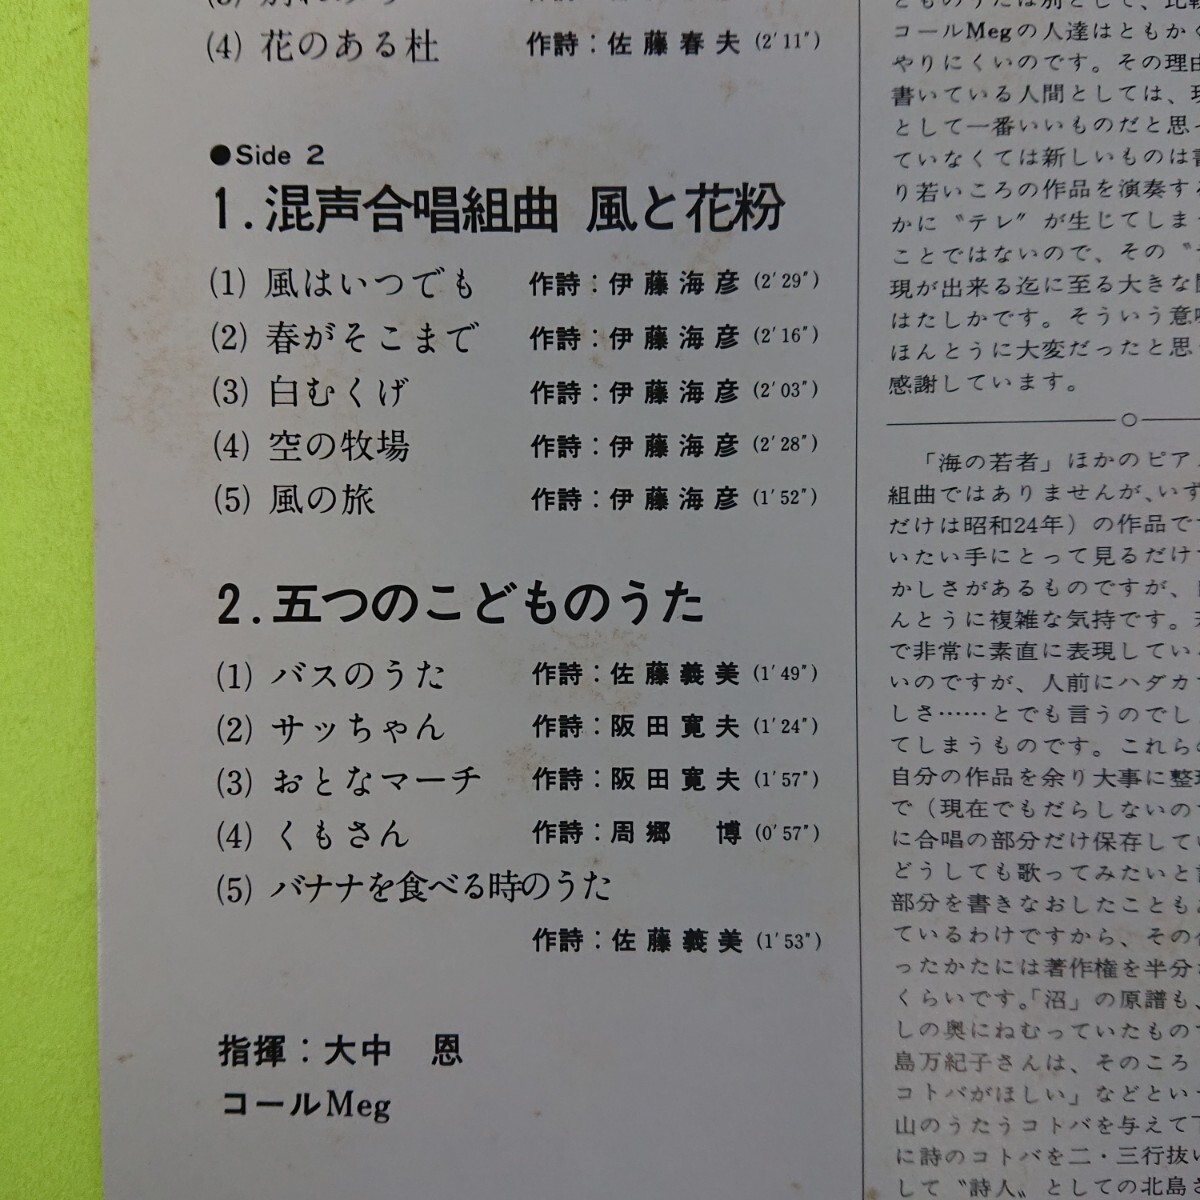 (4) 花のある杜 作詩：佐藤春夫 (2′11″)
●Side 2
1．混声合唱組曲 風と花粉
(1) 風はいつでも 作詩：伊藤海彦 (2′29″)
(2) 春がそこまで 作詩：伊藤海彦 (2′16″)
(3) 白むくげ 作詩：伊藤海彦 (2′03″)
(4) 空の牧場 作詩：伊藤海彦 (2′28″)
(5) 風の旅 作詩：伊藤海彦 (1′52″)
2．五つのこどものうた
(1) バスのうた 作詩：佐藤義美 (1′49″)
(2) サッちゃん 作詩：阪田寛夫 (1′24″)
(3) おとなマーチ 作詩：阪田寛夫 (1′57″)
(4) くもさん 作詩：周郷　博 (0′57″)
(5) バナナを食べる時のうた
作詩：佐藤義美 (1′53″)
指揮：大中　恩
コールMeg
コールMegの人達はともかく
やりにくいのです。その理由
書いている人間としては、現
として一番いいものだと思っ
ていなくては新しいものは書
り若いころの作品を演奏する
かに〝テレ〟が生じてしま
ことではないので、その
現が出来る迄に至る大きな
はたしかです。そういう意味
ほんとうに大変だったと思
感謝しています。
「海の若者」ほかのピアノ
組曲ではありませんが、いず
だけは昭和24年）の作品で
いたい手にとって見るだけで
かしさがあるものですが、
んとうに複雑な気持です。
で非常に素直に表現してい
いのですが、人前にハダカ
しさ……とでも言うのでし
てしまうものです。これらの
自分の作品を余り大事に整理
で（現在でもだらしないの
に合唱の部分だけ保存して
どうしても歌ってみたいと
部分を書きなおしたことも
ているわけですから、その
ったかたには著作権を半分
くらいです。「沼」の原譜も、
しの奥にねむっていたもの
島万紀子さんは、そのころ
コトバがほしい」などという
山のうたうコトバを与えて
に詩のコトバを二・三行抜い
して〝詩人〟としての北島